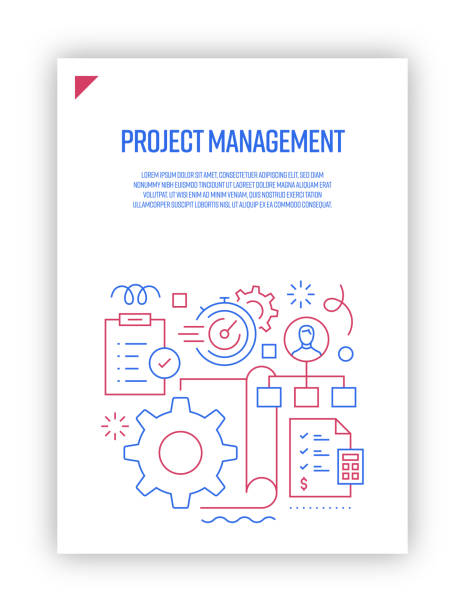 PROJECT MANAGEMENT
LOREM IPSUM DOLOR SIT AMET, CONSECTETUER ADIPISCING ELIT, SED DIAM
NONUMMY NIBH EUISMOD TINCIDUNT UT LAOREET DOLORE MAGNA ALIQUAM ERAT
VOLUTPAT. UT WISI ENIM AD MINIM VENIAM, QUIS NOSTRUD EXERCI TATION
ULLAMCORPER SUSCIPIT LOBORTIS NISL UT ALIQUIP EX EA COMMODO CONSEQUAT.
$